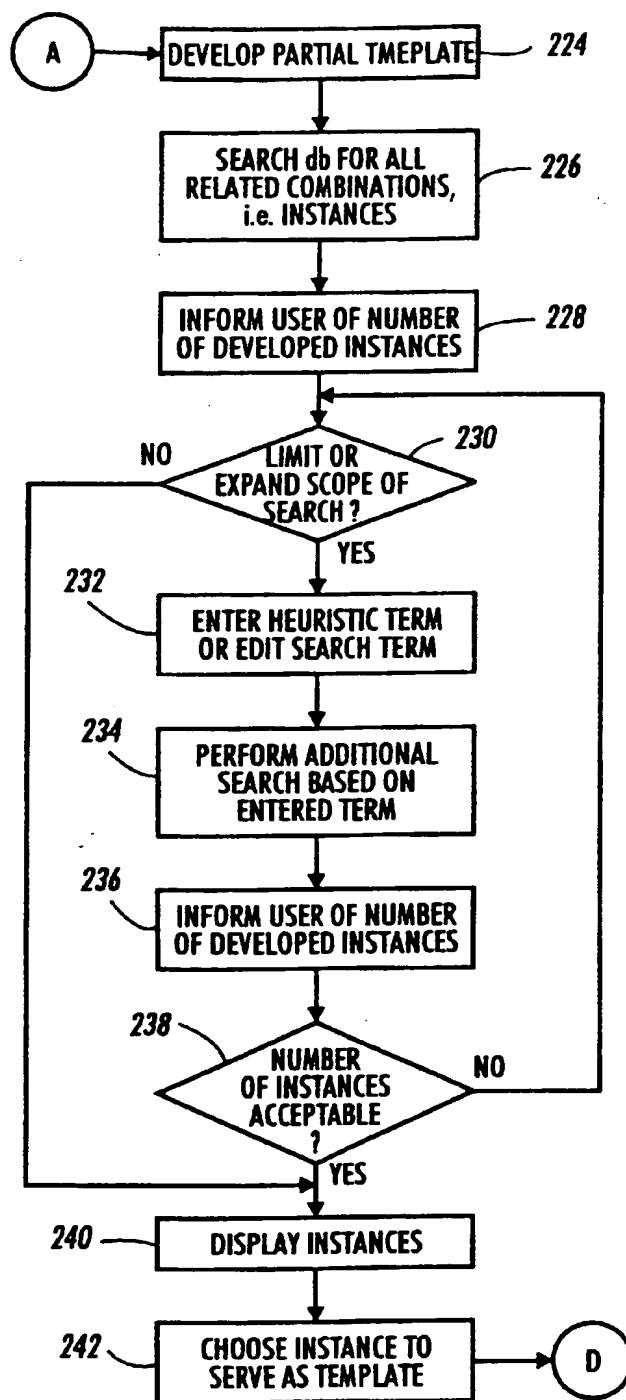 A
DEVELOP PARTIAL TMEPLATE
224
SEARCH db FOR ALL
RELATED COMBINATIONS,
i.e. INSTANCES
226
INFORM USER OF NUMBER
OF DEVELOPED INSTANCES
228
NO
LIMIT OR
EXPAND SCOPE OF
SEARCH ?
230
YES
232
ENTER HEURISTIC TERM
OR EDIT SEARCH TERM
234
PERFORM ADDITIONAL
SEARCH BASED ON
ENTERED TERM
236
INFORM USER OF NUMBER
OF DEVELOPED INSTANCES
238
NUMBER
OF INSTANCES
ACCEPTABLE
?
NO
YES
240
DISPLAY INSTANCES
242
CHOOSE INSTANCE TO
SERVE AS TEMPLATE
D